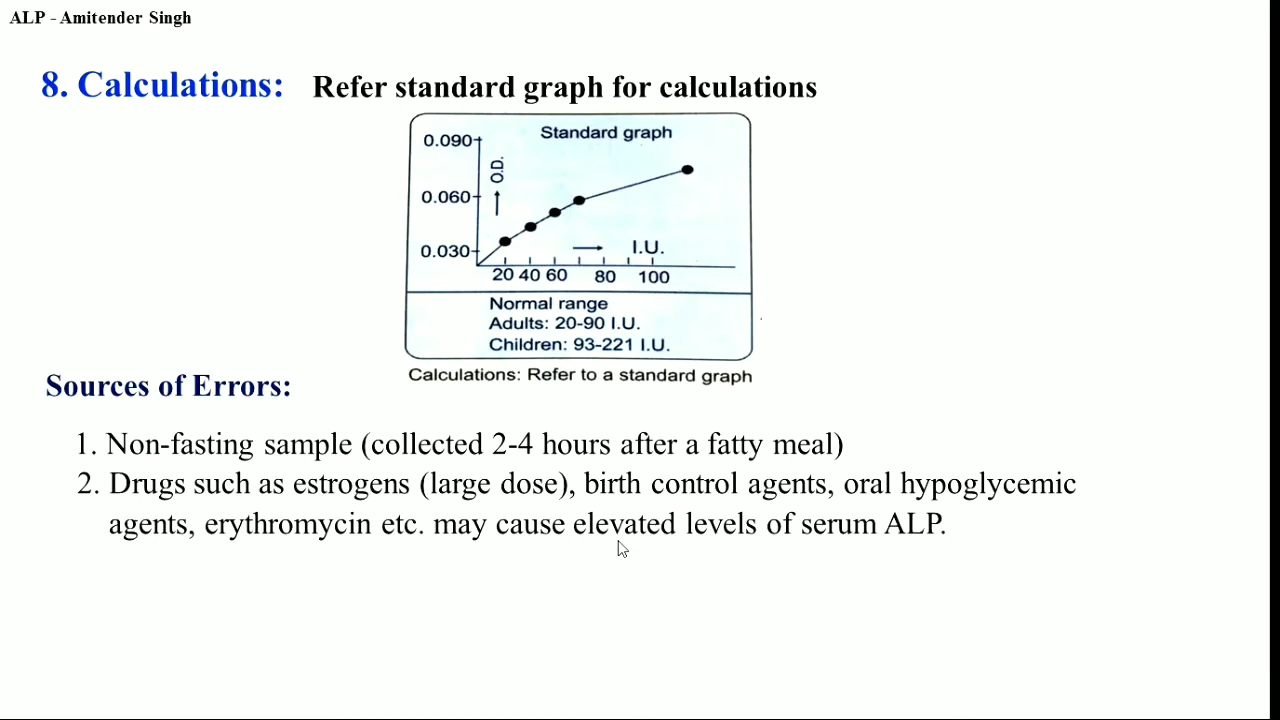 ALP - Amitender Singh
8. Calculations: Refer standard graph for calculations
Standard graph
0.090
O.D.
0.060
0.030
I.U.
20 40 60 80 100
Normal range
Adults: 20-90 I.U.
Children: 93-221 I.U.
Calculations: Refer to a standard graph
Sources of Errors:
1. Non-fasting sample (collected 2-4 hours after a fatty meal)
2. Drugs such as estrogens (large dose), birth control agents, oral hypoglycemic
agents, erythromycin etc. may cause elevated levels of serum ALP.